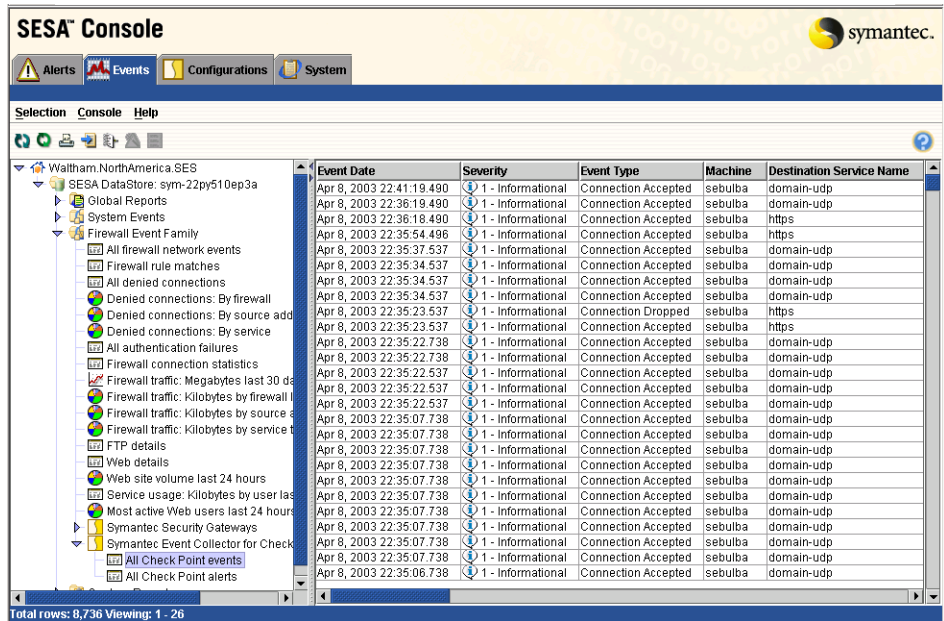 SESA™ Console
symantec.
Alerts Events Configurations System
Selection Console Help
Waltham.NorthAmerica.SES
SESA DataStore: sym-22py510ep3a
Global Reports
System Events
Firewall Event Family
All firewall network events
Firewall rule matches
All denied connections
Denied connections: By firewall
Denied connections: By source add
Denied connections: By service
All authentication failures
Firewall connection statistics
Firewall traffic: Megabytes last 30 da
Firewall traffic: Kilobytes by firewall l
Firewall traffic: Kilobytes by source a
Firewall traffic: Kilobytes by service t
FTP details
Web details
Web site volume last 24 hours
Service usage: Kilobytes by user las
Most active Web users last 24 hours
Symantec Security Gateways
Symantec Event Collector for Check
All Check Point events
All Check Point alerts
Event Date Severity Event Type Machine Destination Service Name
Apr 8, 2003 22:41:19.490 1 - Informational Connection Accepted sebulba domain-udp
Apr 8, 2003 22:36:19.490 1 - Informational Connection Accepted sebulba domain-udp
Apr 8, 2003 22:36:18.490 1 - Informational Connection Accepted sebulba https
Apr 8, 2003 22:35:54.496 1 - Informational Connection Accepted sebulba https
Apr 8, 2003 22:35:37.537 1 - Informational Connection Accepted sebulba domain-udp
Apr 8, 2003 22:35:34.537 1 - Informational Connection Accepted sebulba domain-udp
Apr 8, 2003 22:35:34.537 1 - Informational Connection Accepted sebulba domain-udp
Apr 8, 2003 22:35:34.537 1 - Informational Connection Accepted sebulba domain-udp
Apr 8, 2003 22:35:23.537 1 - Informational Connection Dropped sebulba https
Apr 8, 2003 22:35:23.537 1 - Informational Connection Accepted sebulba https
Apr 8, 2003 22:35:22.738 1 - Informational Connection Accepted sebulba domain-udp
Apr 8, 2003 22:35:22.738 1 - Informational Connection Accepted sebulba domain-udp
Apr 8, 2003 22:35:22.537 1 - Informational Connection Accepted sebulba domain-udp
Apr 8, 2003 22:35:22.537 1 - Informational Connection Accepted sebulba domain-udp
Apr 8, 2003 22:35:22.537 1 - Informational Connection Accepted sebulba domain-udp
Apr 8, 2003 22:35:07.738 1 - Informational Connection Accepted sebulba domain-udp
Apr 8, 2003 22:35:07.738 1 - Informational Connection Accepted sebulba domain-udp
Apr 8, 2003 22:35:07.738 1 - Informational Connection Accepted sebulba domain-udp
Apr 8, 2003 22:35:07.738 1 - Informational Connection Accepted sebulba domain-udp
Apr 8, 2003 22:35:07.738 1 - Informational Connection Accepted sebulba domain-udp
Apr 8, 2003 22:35:07.738 1 - Informational Connection Accepted sebulba domain-udp
Apr 8, 2003 22:35:07.738 1 - Informational Connection Accepted sebulba domain-udp
Apr 8, 2003 22:35:07.738 1 - Informational Connection Accepted sebulba domain-udp
Apr 8, 2003 22:35:07.738 1 - Informational Connection Accepted sebulba domain-udp
Apr 8, 2003 22:35:06.738 1 - Informational Connection Accepted sebulba domain-udp
Total rows: 8,736 Viewing: 1 - 26